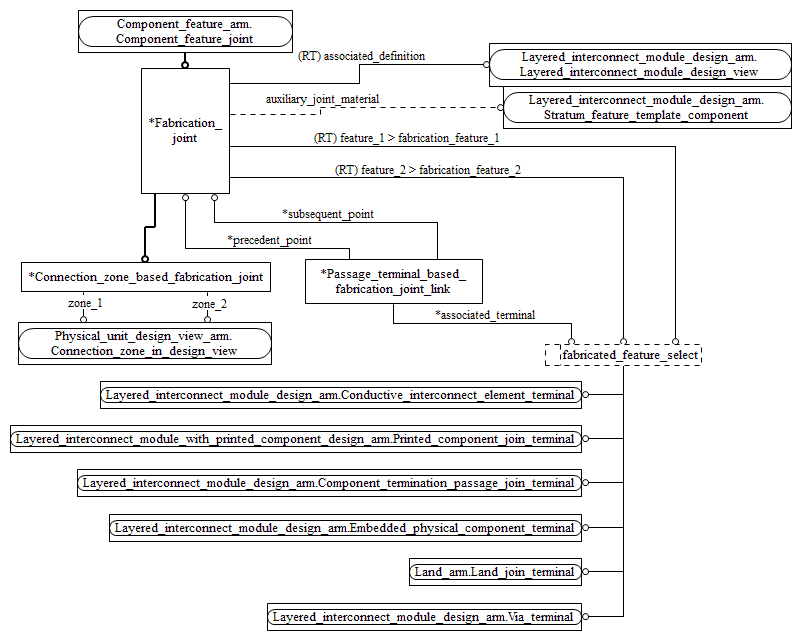 Component_feature_arm.
Component_feature_joint
(RT) associated_definition
Layered_interconnect_module_design_arm.
Layered_interconnect_module_design_view
auxiliary_joint_material
Layered_interconnect_module_design_arm.
Stratum_feature_template_component
*Fabrication_
joint
(RT) feature_1 > fabrication_feature_1
(RT) feature_2 > fabrication_feature_2
*subsequent_point
*precedent_point
*Connection_zone_based_fabrication_joint
*Passage_terminal_based_
fabrication_joint_link
zone_1
zone_2
*associated_terminal
Physical_unit_design_view_arm.
Connection_zone_in_design_view
fabricated_feature_select
Layered_interconnect_module_design_arm.Conductive_interconnect_element_terminal
Layered_interconnect_module_with_printed_component_design_arm.Printed_component_join_terminal
Layered_interconnect_module_design_arm.Component_termination_passage_join_terminal
Layered_interconnect_module_design_arm.Embedded_physical_component_terminal
Land_arm.Land_join_terminal
Layered_interconnect_module_design_arm.Via_terminal